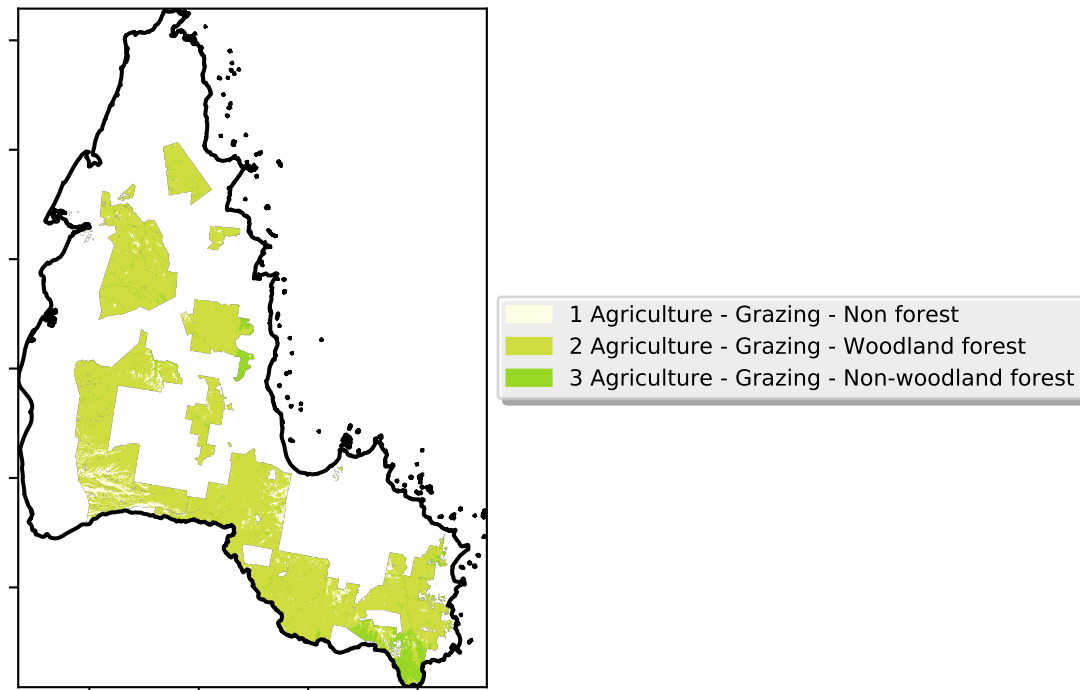 1 Agriculture - Grazing - Non forest
2 Agriculture - Grazing - Woodland forest
3 Agriculture - Grazing - Non-woodland forest